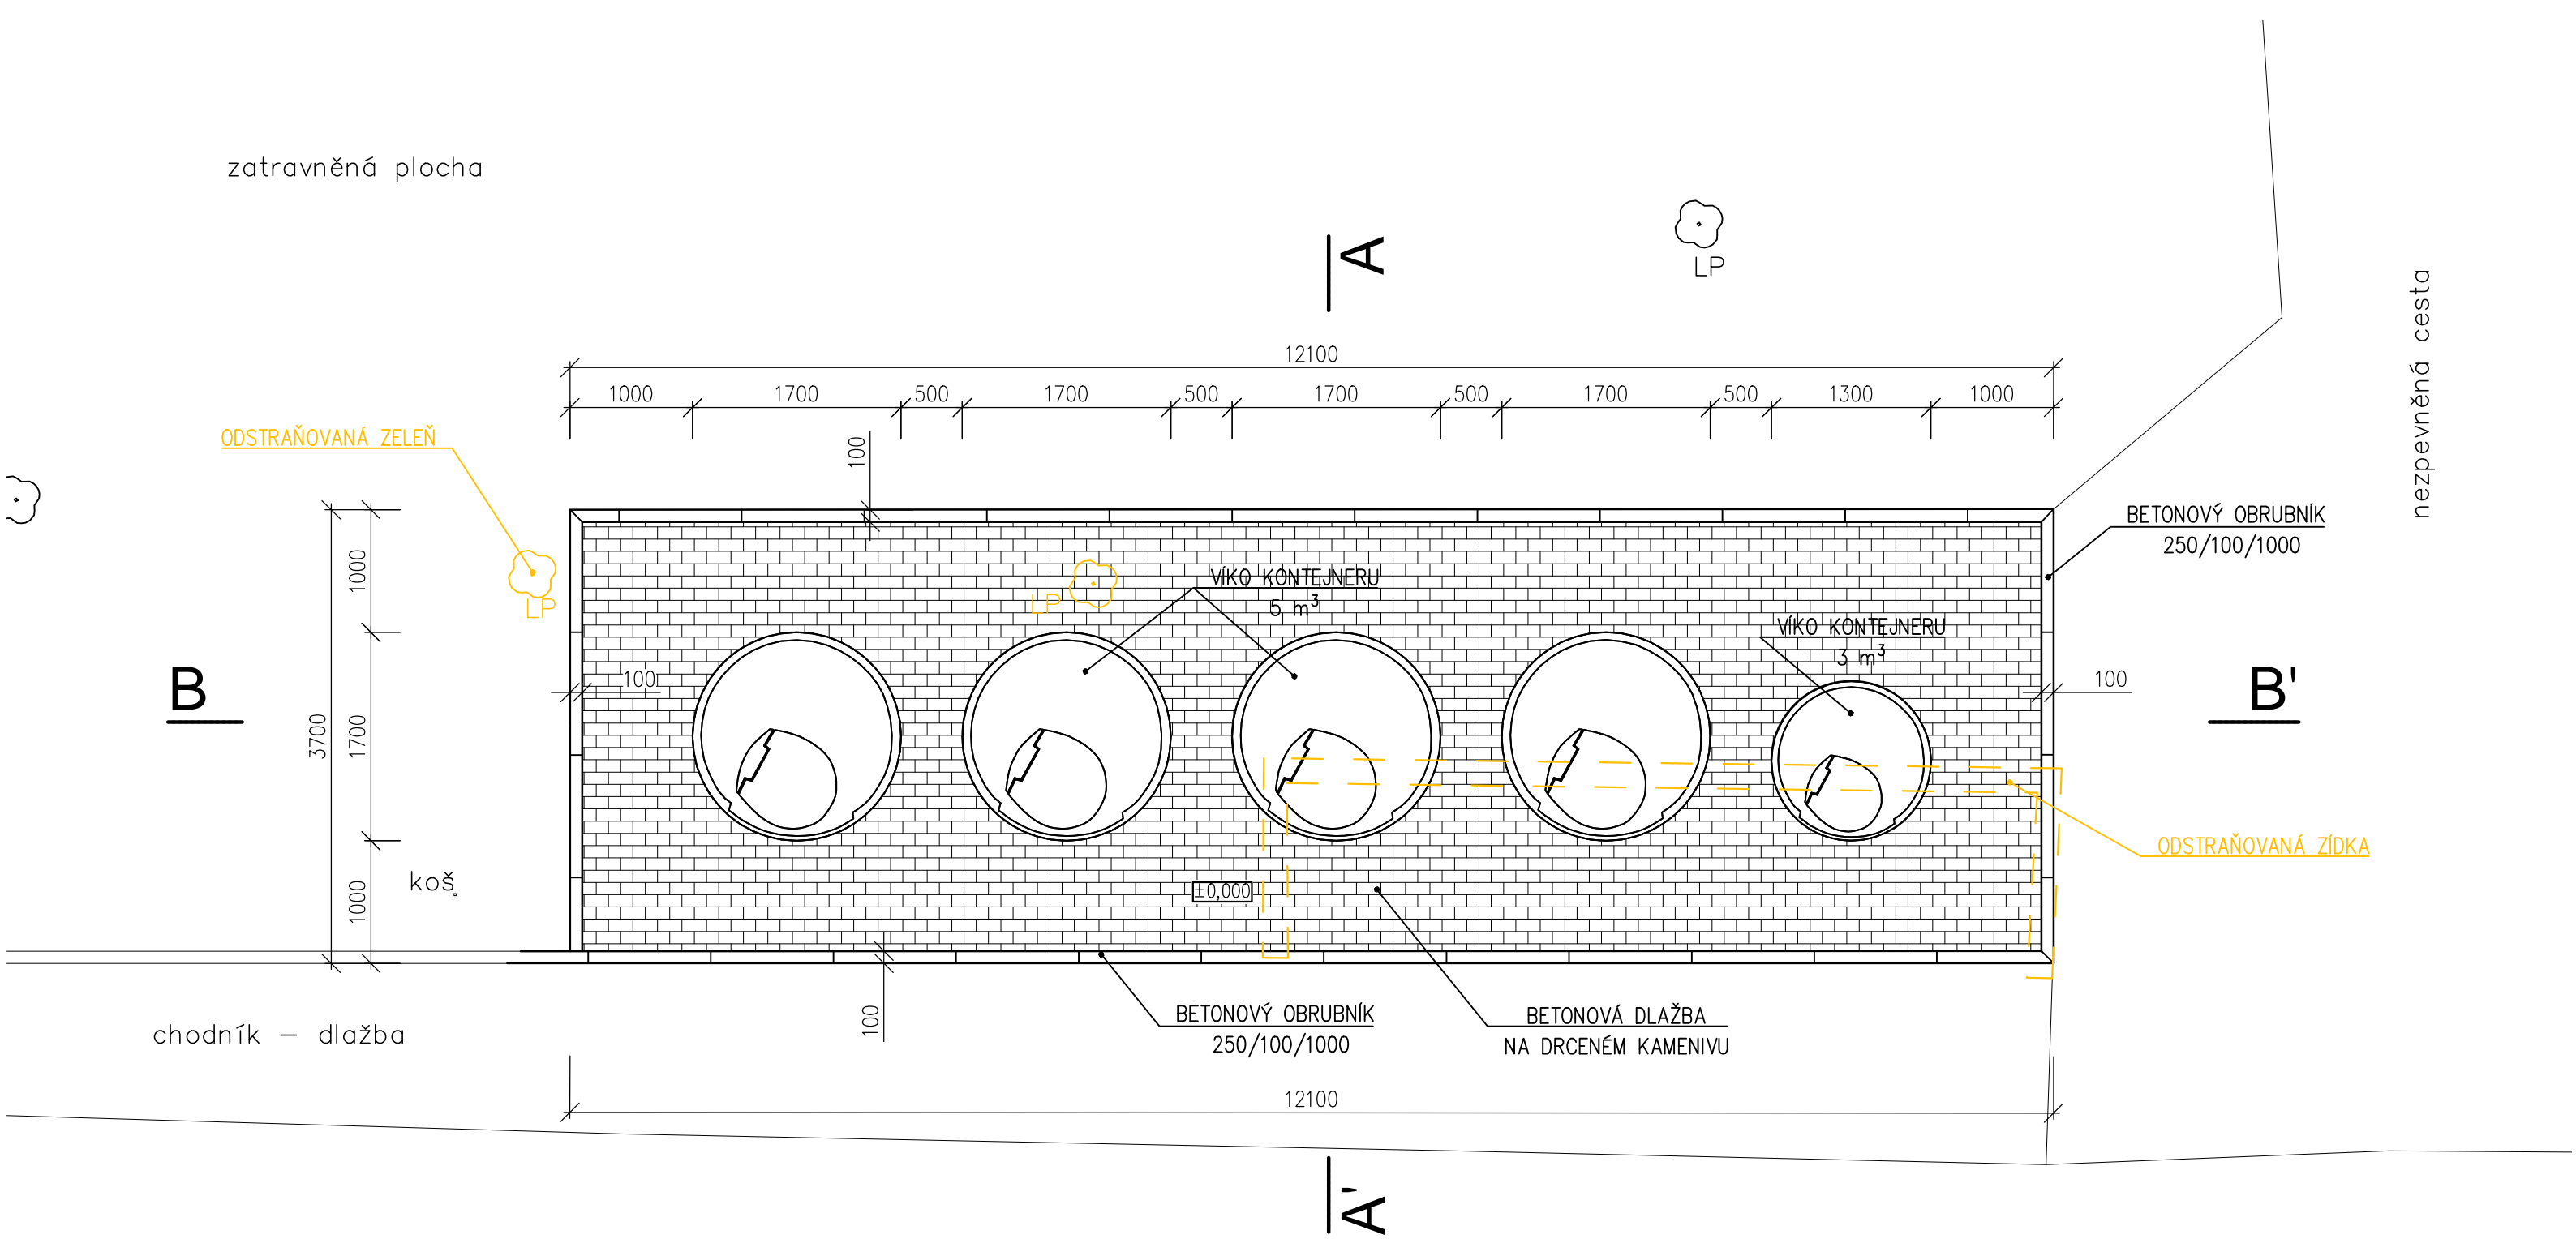 zatravněná plocha
A
LP
nezpevněná cesta
12100
1000 1700 500 1700 500 1700 500 1700 500 1300 1000
ODSTRAŇOVANÁ ZELEŇ
100
BETONOVÝ OBRUBNÍK
250/100/1000
LP
LP
VÍKO KONTEJNERU
5 m³
VÍKO KONTEJNERU
3 m³
B
100
100
B'
3700
1000
1700
1000
koš
±0,000
ODSTRAŇOVANÁ ZÍDKA
chodník – dlažba
100
BETONOVÝ OBRUBNÍK
250/100/1000
BETONOVÁ DLAŽBA
NA DRCENÉM KAMENIVU
12100
A'